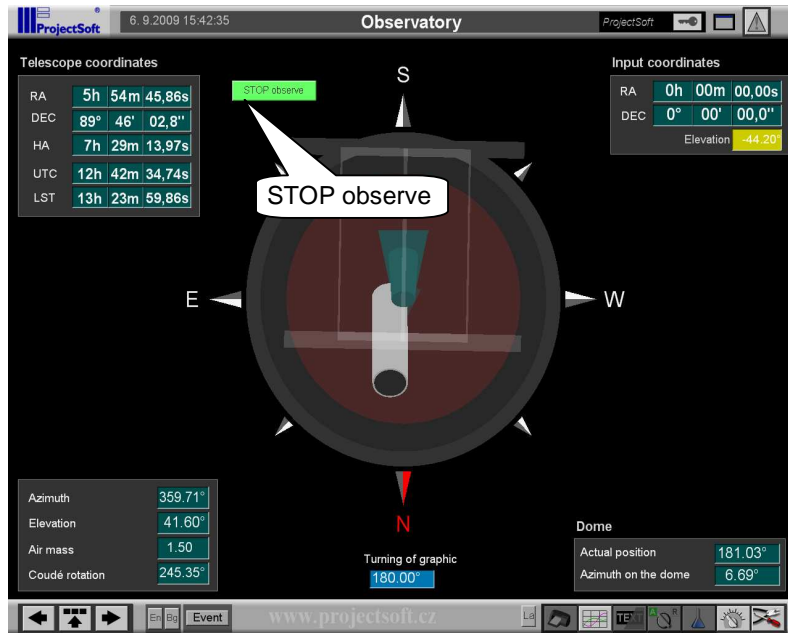 ProjectSoft 6. 9.2009 15:42:35 Observatory ProjectSoft
Telescope coordinates
RA 5h 54m 45,86s
DEC 89° 46' 02,8''
HA 7h 29m 13,97s
UTC 12h 42m 34,74s
LST 13h 23m 59,86s
STOP observe
S
Input coordinates
RA 0h 00m 00,00s
DEC 0° 00' 00,0''
Elevation -44.20°
STOP observe
E
W
N
Azimuth 359.71°
Elevation 41.60°
Air mass 1.50
Coudé rotation 245.35°
Turning of graphic
180.00°
Dome
Actual position 181.03°
Azimuth on the dome 6.69°
En Bg Event www.projectsoft.cz La TEXT A R